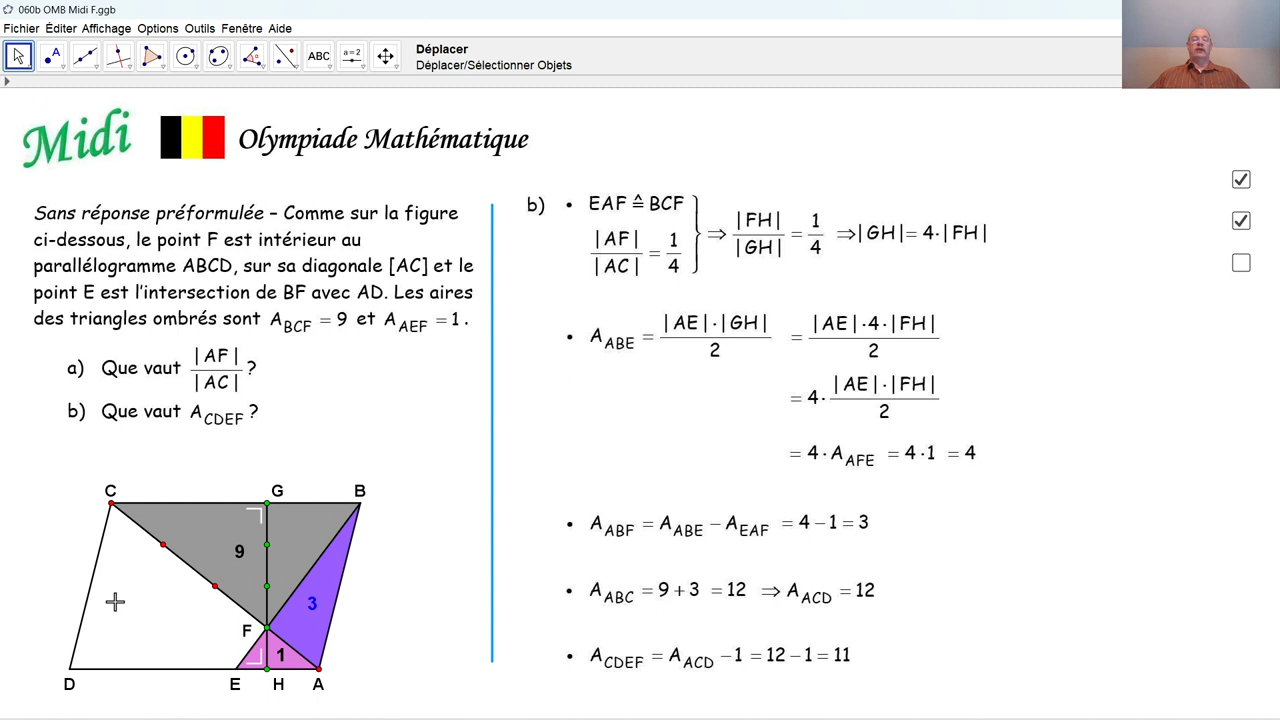 060b OMB Midi F.ggb
Fichier Éditer Affichage Options Outils Fenêtre Aide
A ABC a=2 Déplacer
Déplacer/Sélectionner Objets
Midi Olympiade Mathématique
Sans réponse préformulée – Comme sur la figure
ci-dessous, le point F est intérieur au
parallélogramme ABCD, sur sa diagonale [AC] et le
point E est l'intersection de BF avec AD. Les aires
des triangles ombrés sont A_BCF = 9 et A_AEF = 1.
a) Que vaut |AF| / |AC| ?
b) Que vaut A_CDEF ?
C G B
9
3
F
1
D E H A
b) • EAF ≙ BCF
|AF| / |AC| = 1/4 ⇒ |FH| / |GH| = 1/4 ⇒ |GH| = 4·|FH|
• A_ABE = |AE|·|GH| / 2 = |AE|·4·|FH| / 2
= 4·|AE|·|FH| / 2
= 4·A_AFE = 4·1 = 4
• A_ABF = A_ABE – A_EAF = 4 – 1 = 3
• A_ABC = 9 + 3 = 12 ⇒ A_ACD = 12
• A_CDEF = A_ACD – 1 = 12 – 1 = 11